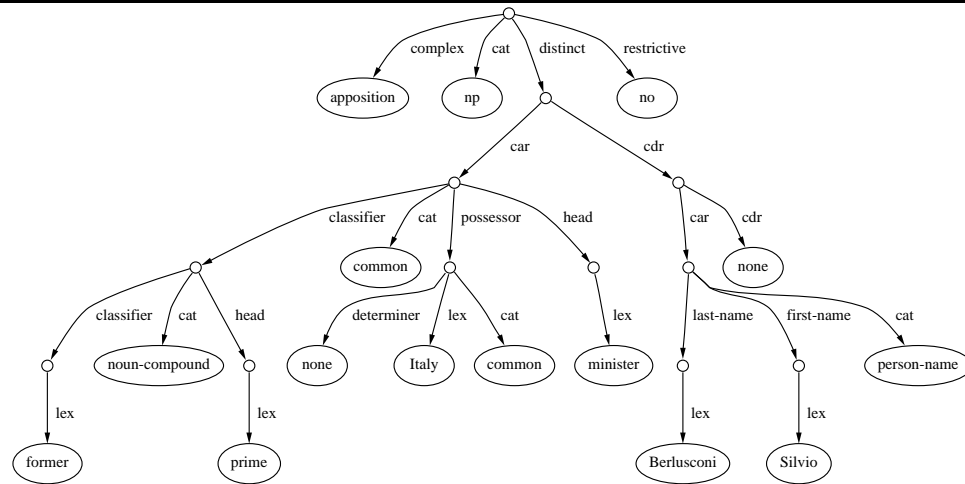 complex cat distinct restrictive
apposition np no
car cdr
classifier cat possessor head car cdr
common none
classifier cat head determiner lex cat lex last-name first-name cat
noun-compound none Italy common minister person-name
lex lex lex lex
former prime Berlusconi Silvio